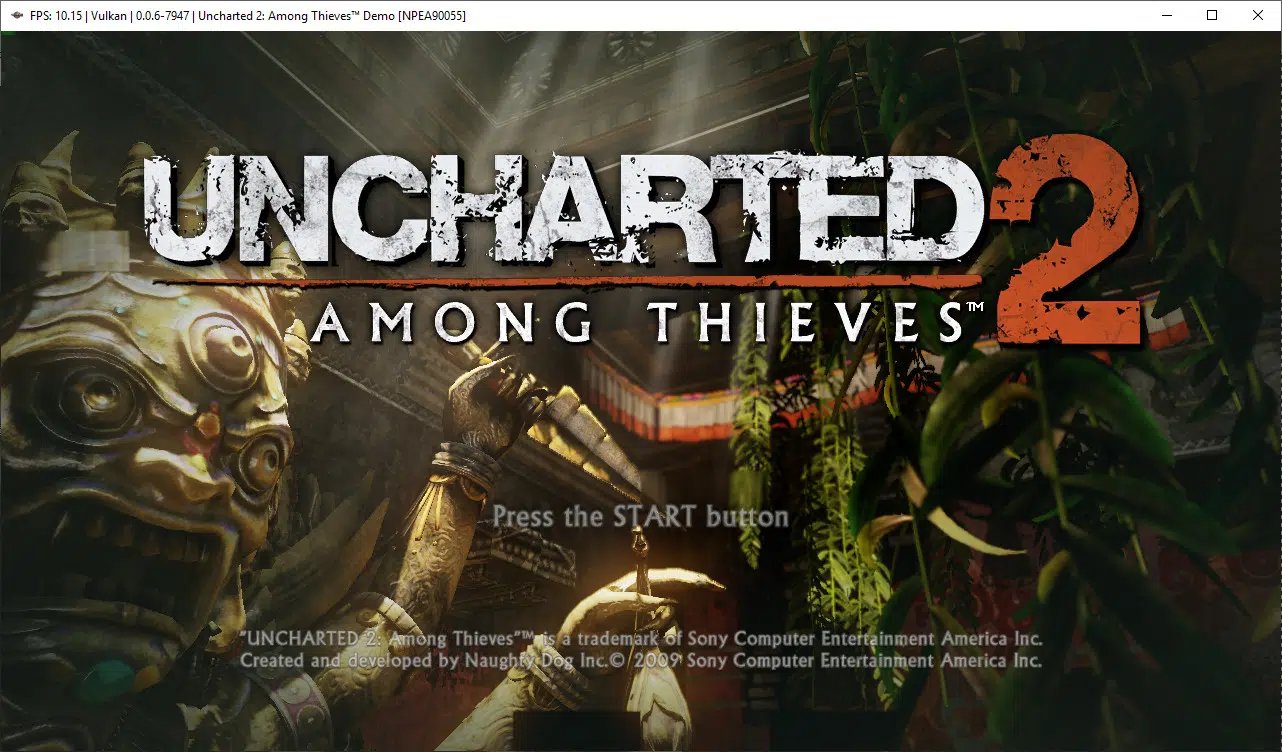 FPS: 10.15 | Vulkan | 0.0.6-7947 | Uncharted 2: Among Thieves™ Demo [NPEA90055]
UNCHARTED 2
AMONG THIEVES™
Press the START button
"UNCHARTED 2: Among Thieves"™ is a trademark of Sony Computer Entertainment America Inc.
Created and developed by Naughty Dog Inc.© 2009 Sony Computer Entertainment America Inc.